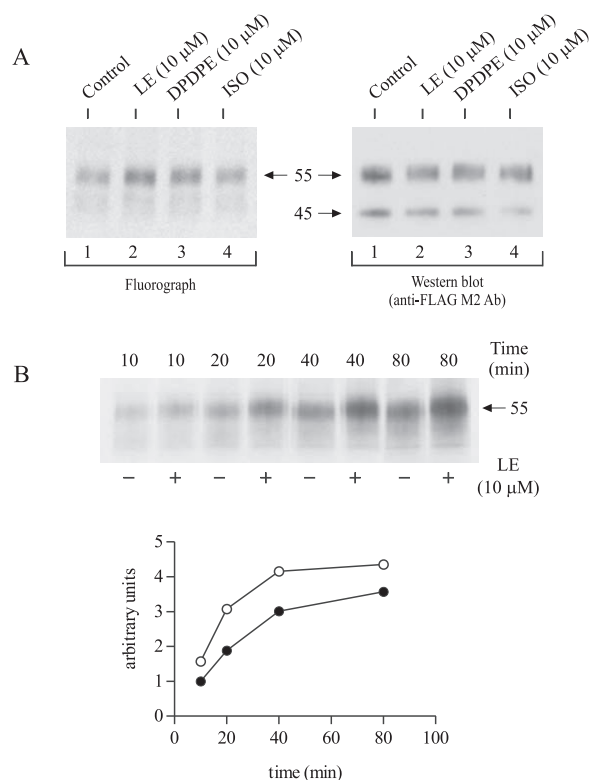 A
Control
LE (10 μM)
DPDPE (10 μM)
ISO (10 μM)
Control
LE (10 μM)
DPDPE (10 μM)
ISO (10 μM)
55
45
1 2 3 4
1 2 3 4
Fluorograph
Western blot
(anti-FLAG M2 Ab)
B
10 10 20 20 40 40 80 80
Time
(min)
55
− + − + − + − +
LE
(10 μM)
5
4
3
2
1
0
arbitrary units
0 20 40 60 80 100
time (min)